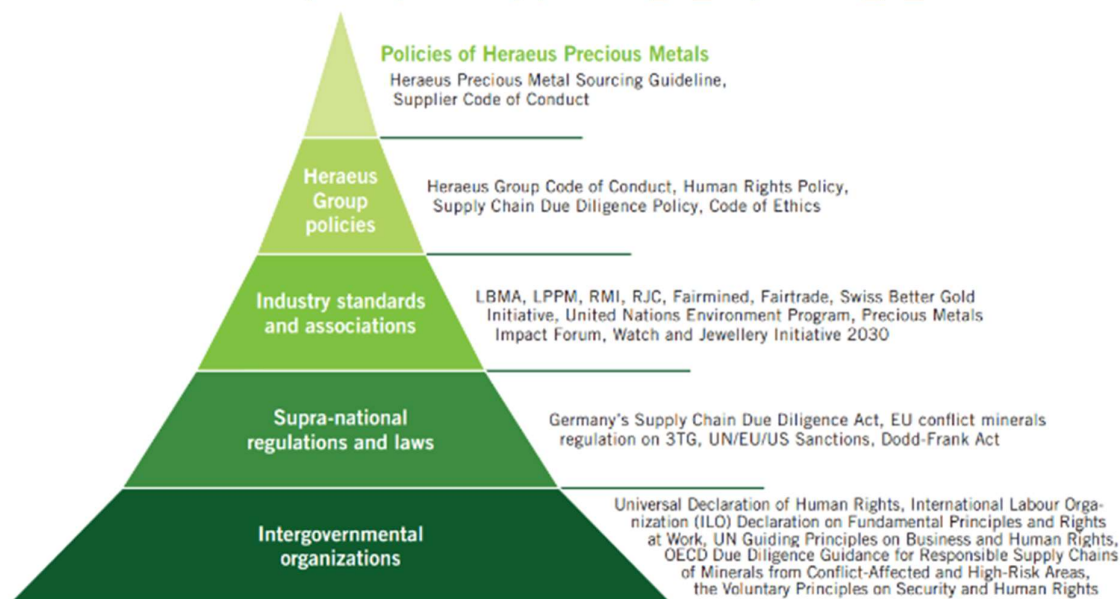 Policies of Heraeus Precious Metals
Heraeus Precious Metal Sourcing Guideline,
Supplier Code of Conduct
Heraeus
Group
policies
Heraeus Group Code of Conduct, Human Rights Policy,
Supply Chain Due Diligence Policy, Code of Ethics
Industry standards
and associations
LBMA, LPPM, RMI, RJC, Fairmined, Fairtrade, Swiss Better Gold
Initiative, United Nations Environment Program, Precious Metals
Impact Forum, Watch and Jewellery Initiative 2030
Supra-national
regulations and laws
Germany's Supply Chain Due Diligence Act, EU conflict minerals
regulation on 3TG, UN/EU/US Sanctions, Dodd-Frank Act
Intergovernmental
organizations
Universal Declaration of Human Rights, International Labour Orga-
nization (ILO) Declaration on Fundamental Principles and Rights
at Work, UN Guiding Principles on Business and Human Rights,
OECD Due Diligence Guidance for Responsible Supply Chains
of Minerals from Conflict-Affected and High-Risk Areas,
the Voluntary Principles on Security and Human Rights